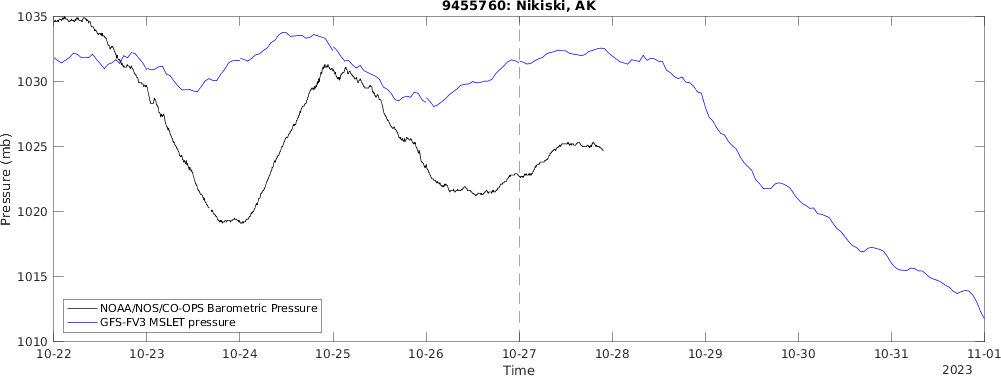 9455760: Nikiski, AK
1035
1030
1025
1020
1015
1010
Pressure (mb)
NOAA/NOS/CO-OPS Barometric Pressure
GFS-FV3 MSLET pressure
10-22 10-23 10-24 10-25 10-26 10-27 10-28 10-29 10-30 10-31 11-01
Time
2023